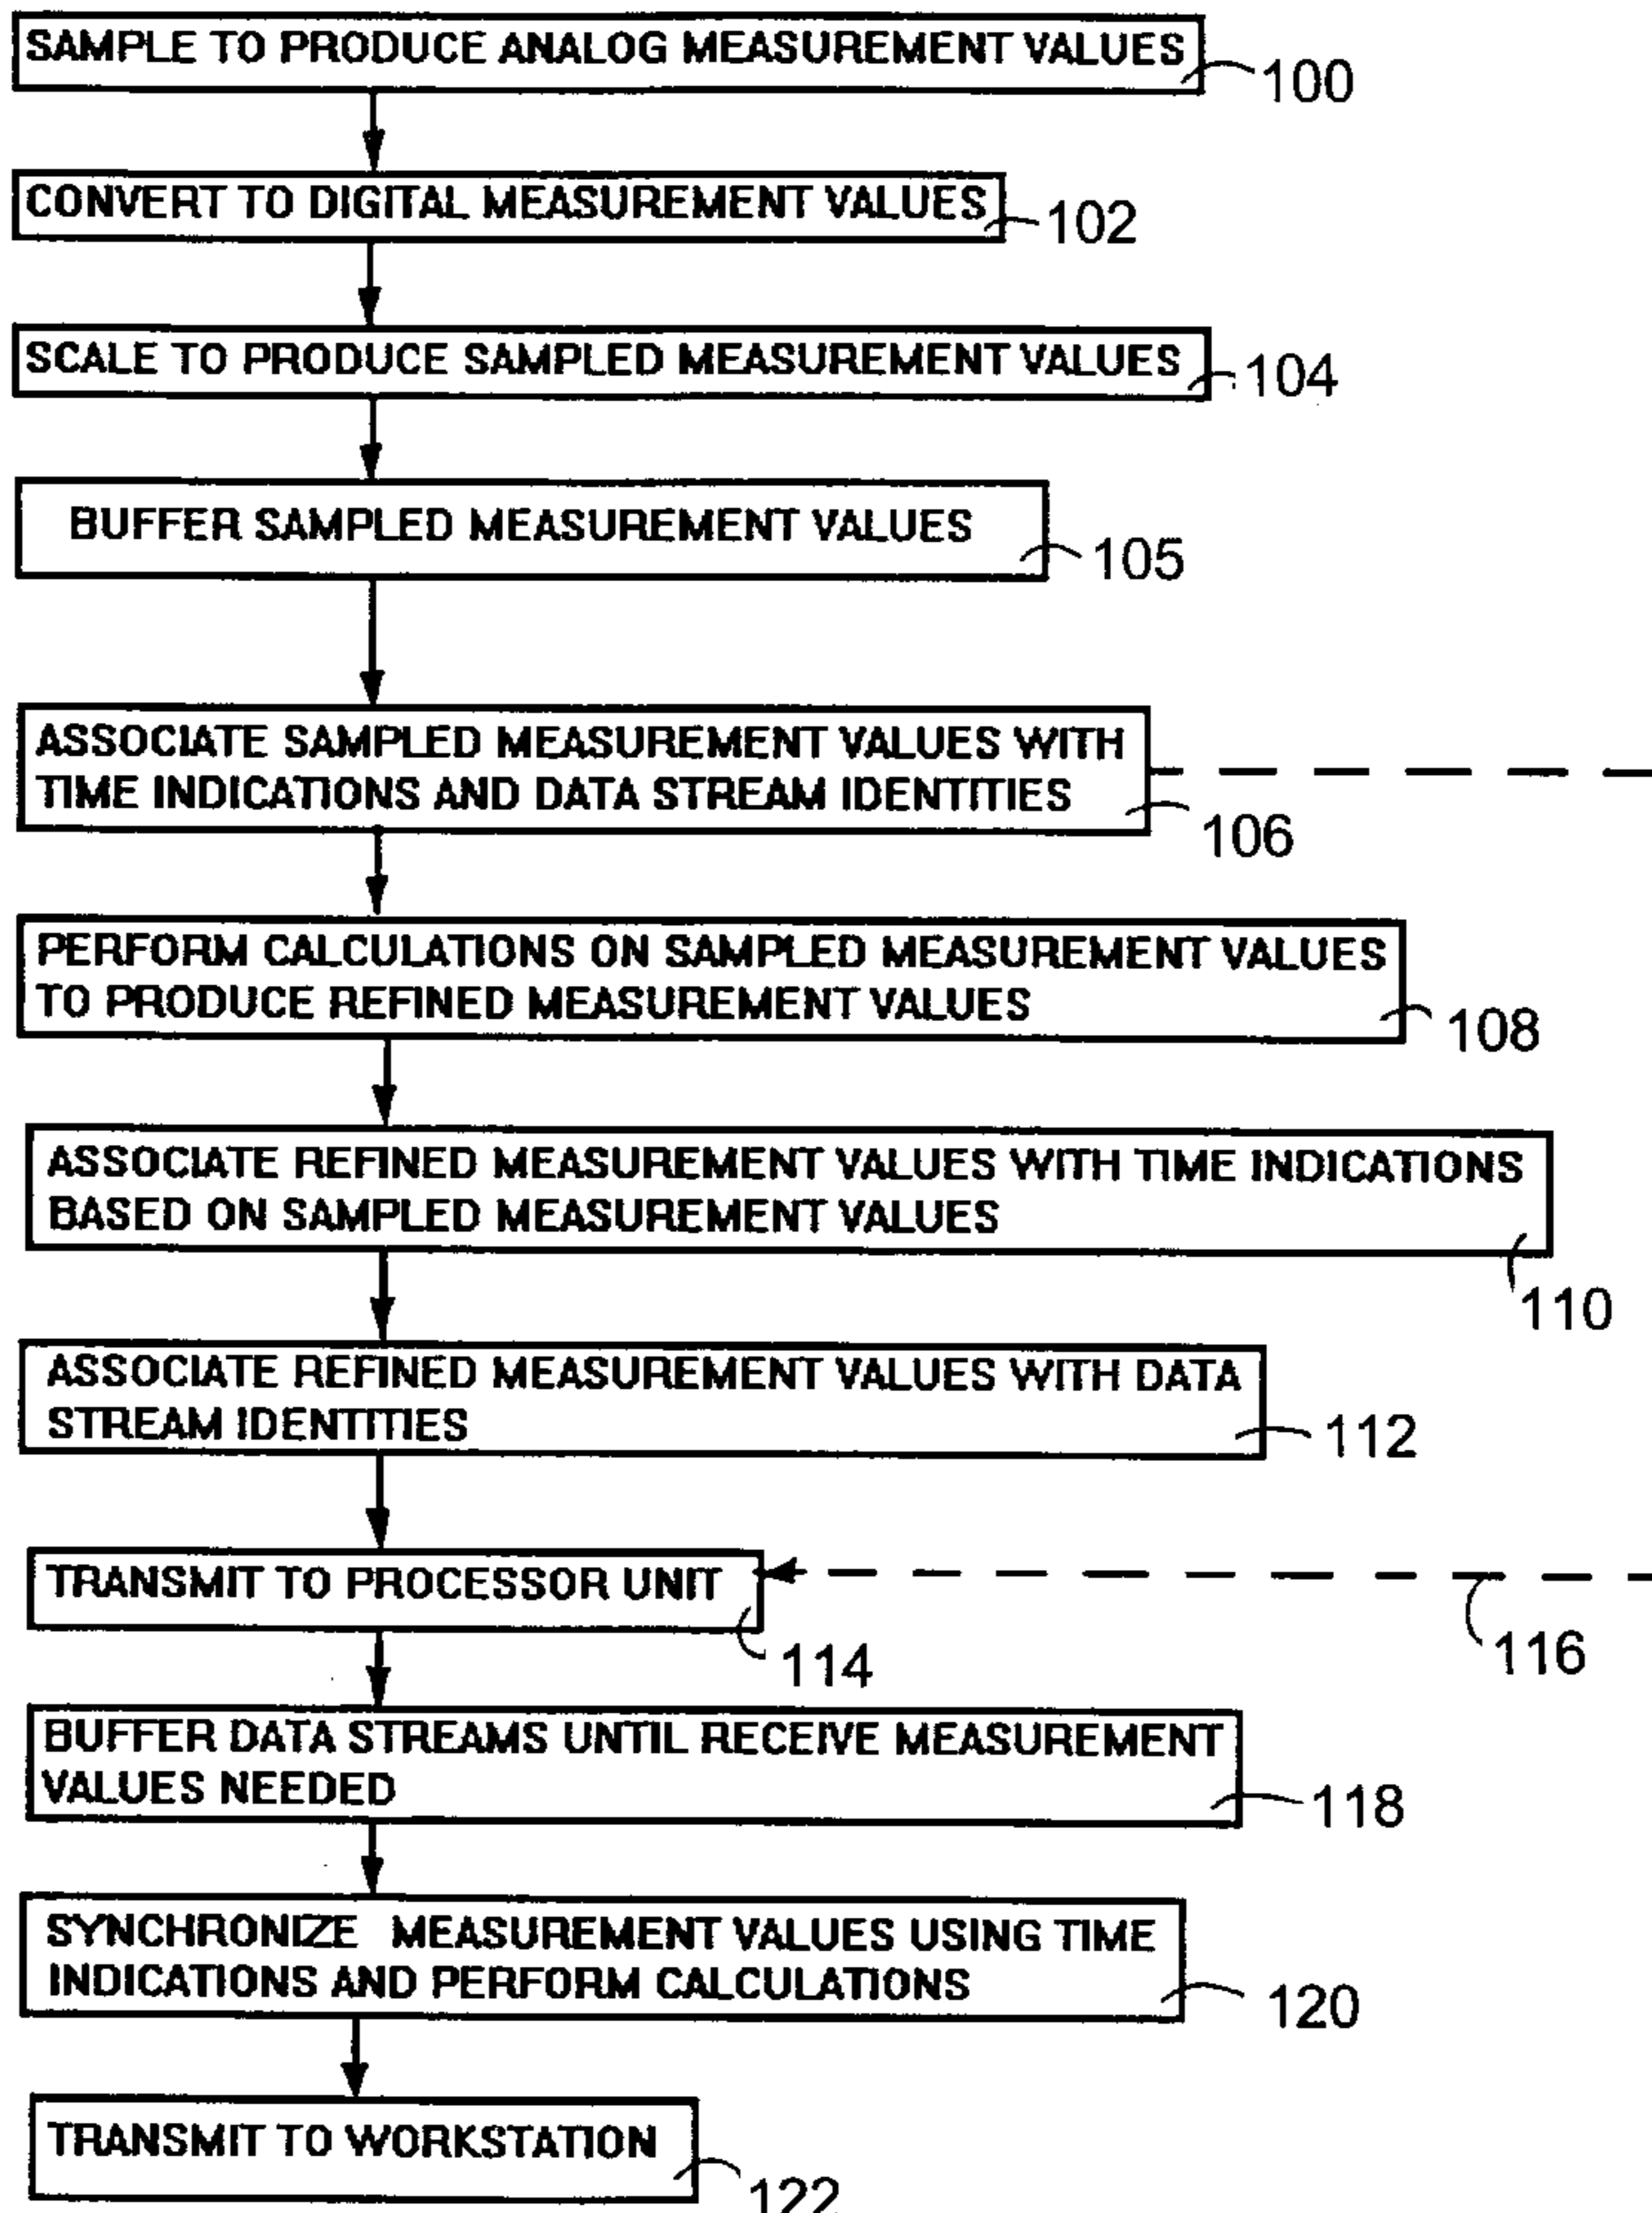 SAMPLE TO PRODUCE ANALOG MEASUREMENT VALUES
100
CONVERT TO DIGITAL MEASUREMENT VALUES
102
SCALE TO PRODUCE SAMPLED MEASUREMENT VALUES
104
BUFFER SAMPLED MEASUREMENT VALUES
105
ASSOCIATE SAMPLED MEASUREMENT VALUES WITH
TIME INDICATIONS AND DATA STREAM IDENTITIES
106
PERFORM CALCULATIONS ON SAMPLED MEASUREMENT VALUES
TO PRODUCE REFINED MEASUREMENT VALUES
108
ASSOCIATE REFINED MEASUREMENT VALUES WITH TIME INDICATIONS
BASED ON SAMPLED MEASUREMENT VALUES
110
ASSOCIATE REFINED MEASUREMENT VALUES WITH DATA
STREAM IDENTITIES
112
TRANSMIT TO PROCESSOR UNIT
114
116
BUFFER DATA STREAMS UNTIL RECEIVE MEASUREMENT
VALUES NEEDED
118
SYNCHRONIZE MEASUREMENT VALUES USING TIME
INDICATIONS AND PERFORM CALCULATIONS
120
TRANSMIT TO WORKSTATION
122